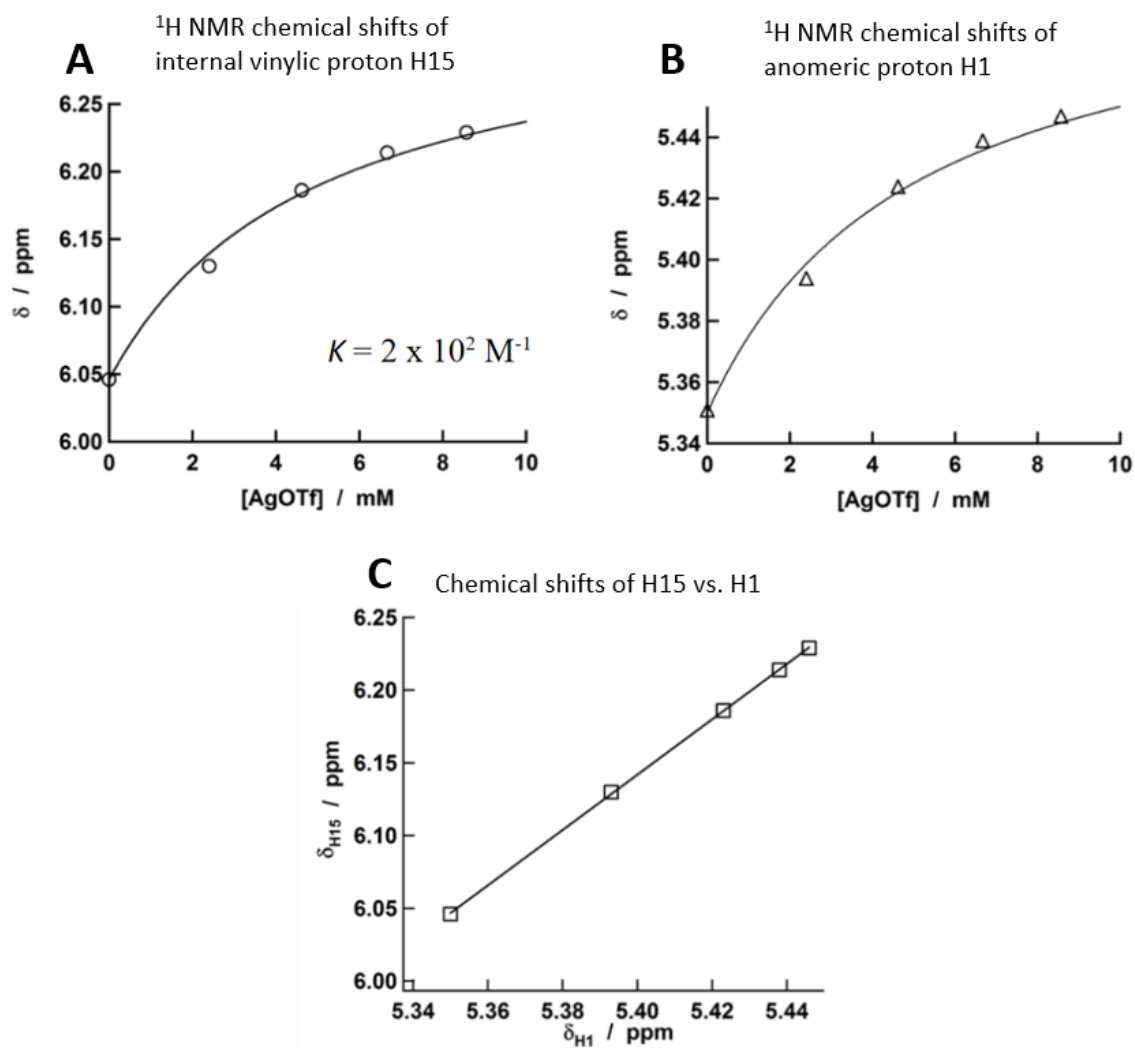 A
¹H NMR chemical shifts of
internal vinylic proton H15
6.25
6.20
6.15
6.10
6.05
6.00
δ / ppm
K = 2 x 10² M⁻¹
0 2 4 6 8 10
[AgOTf] / mM
B
¹H NMR chemical shifts of
anomeric proton H1
5.44
5.42
5.40
5.38
5.36
5.34
δ / ppm
0 2 4 6 8 10
[AgOTf] / mM
C
Chemical shifts of H15 vs. H1
6.25
6.20
6.15
6.10
6.05
6.00
δH15 / ppm
5.34 5.36 5.38 5.40 5.42 5.44
δH1 / ppm